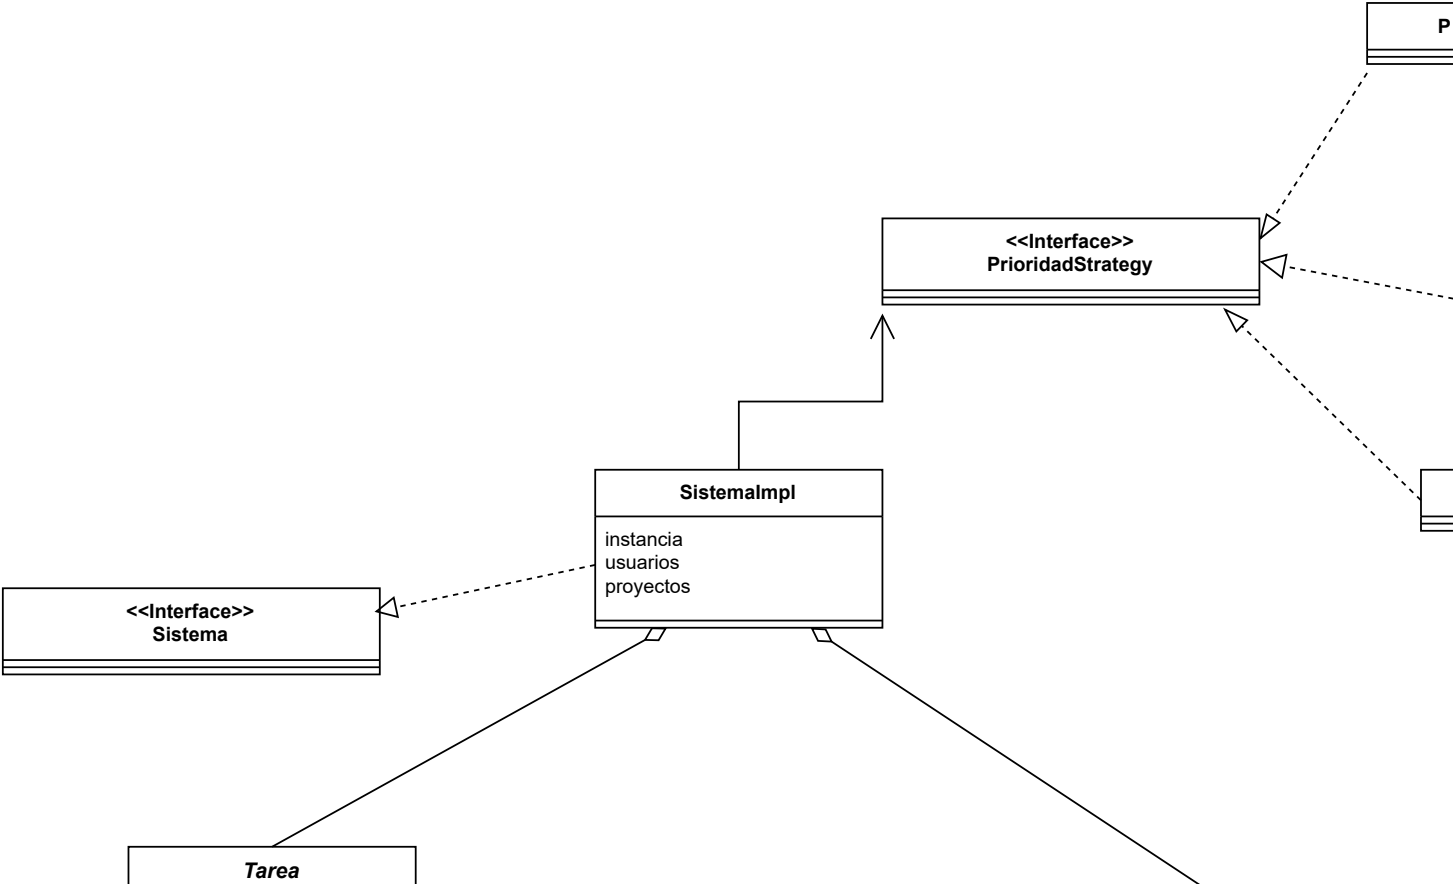 P
<<Interface>>
PrioridadStrategy
SistemaImpl
instancia
usuarios
proyectos
<<Interface>>
Sistema
Tarea